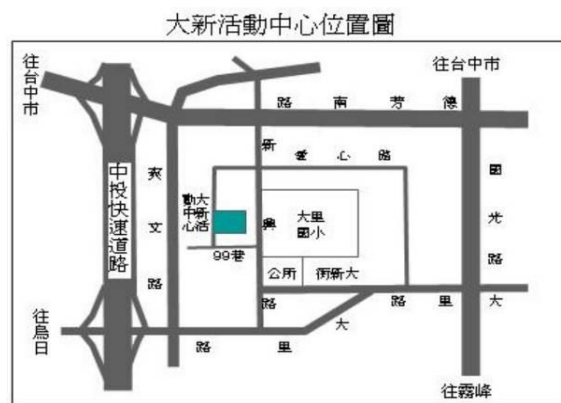 大新活動中心位置圖
往台中市
往台中市
路南芳德
新興路
愛心路
國光路
中投快速道路
爽文路
大新活
動中心
大里
國小
99巷
公所
街新大
路里大
路里大
往烏日
往霧峰